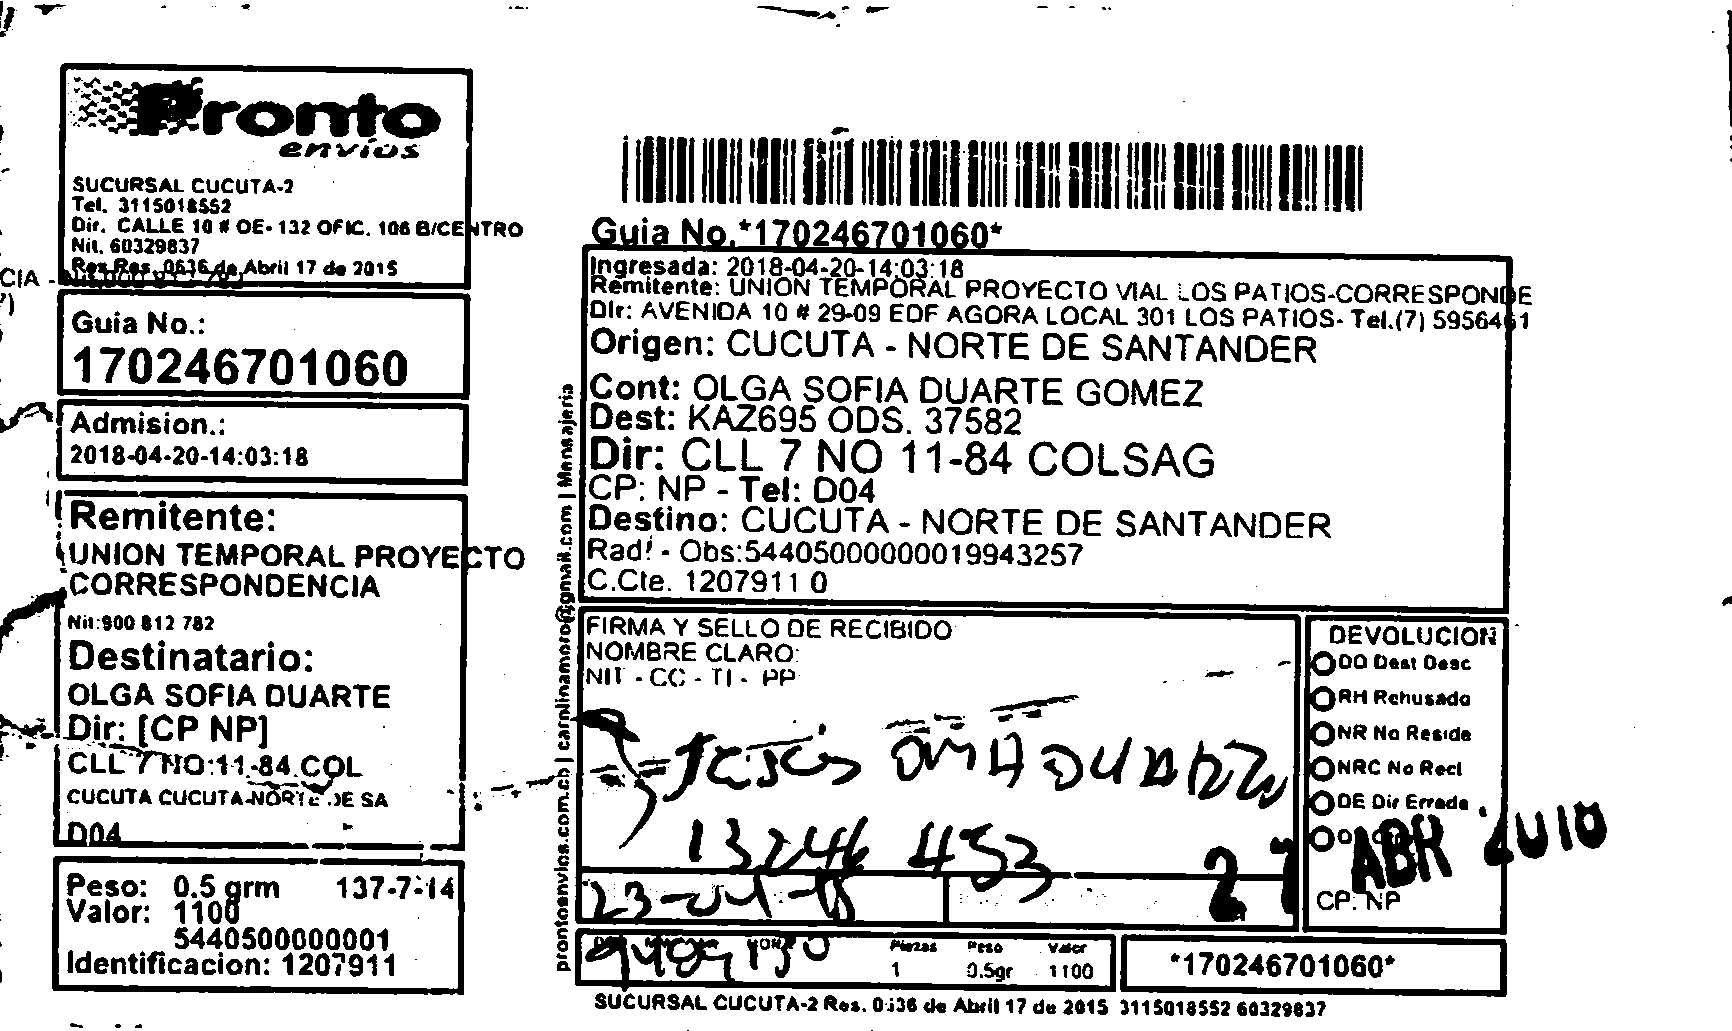 Pronto
envíos
SUCURSAL CUCUTA-2
Tel. 3115018552
Dir. CALLE 10 # OE- 132 OFIC. 106 B/CENTRO
Nit. 60329837
Res. 0636 de Abril 17 de 2015
CIA -
Guia No.:
170246701060
Admision.:
2018-04-20-14:03:18
Remitente:
UNION TEMPORAL PROYECTO
CORRESPONDENCIA
Nit:900 812 782
Destinatario:
OLGA SOFIA DUARTE
Dir: [CP NP]
CLL 7 NO:11-84 COL
CUCUTA CUCUTA-NORTE DE SA
D04
Peso: 0.5 grm 137-7-14
Valor: 1100
5440500000001
Identificacion: 1207911
prontoenvios.com.co | carolinamoro@gmail.com | Mensajeria
Guia No.*170246701060*
Ingresada: 2018-04-20-14:03:18
Remitente: UNION TEMPORAL PROYECTO VIAL LOS PATIOS-CORRESPONDE
Dir: AVENIDA 10 # 29-09 EDF AGORA LOCAL 301 LOS PATIOS- Tel.(7) 5956461
Origen: CUCUTA - NORTE DE SANTANDER
Cont: OLGA SOFIA DUARTE GOMEZ
Dest: KAZ695 ODS. 37582
Dir: CLL 7 NO 11-84 COLSAG
CP: NP - Tel: D04
Destino: CUCUTA - NORTE DE SANTANDER
Rad: - Obs:54405000000019943257
C.Cte. 1207911 0
FIRMA Y SELLO DE RECIBIDO
NOMBRE CLARO:
NIT - CC - TI - PP
Jesus Omar Duarte
13246 453
23-04-18
DEVOLUCION
DD Dest Desc
RH Rehusado
NR No Reside
NRC No Recl
DE Dir Errada
ABR
CP: NP
Piezas Peso Valor
1 0.5gr 1100
*170246701060*
SUCURSAL CUCUTA-2 Res. 0636 de Abril 17 de 2015 3115018552 60329837